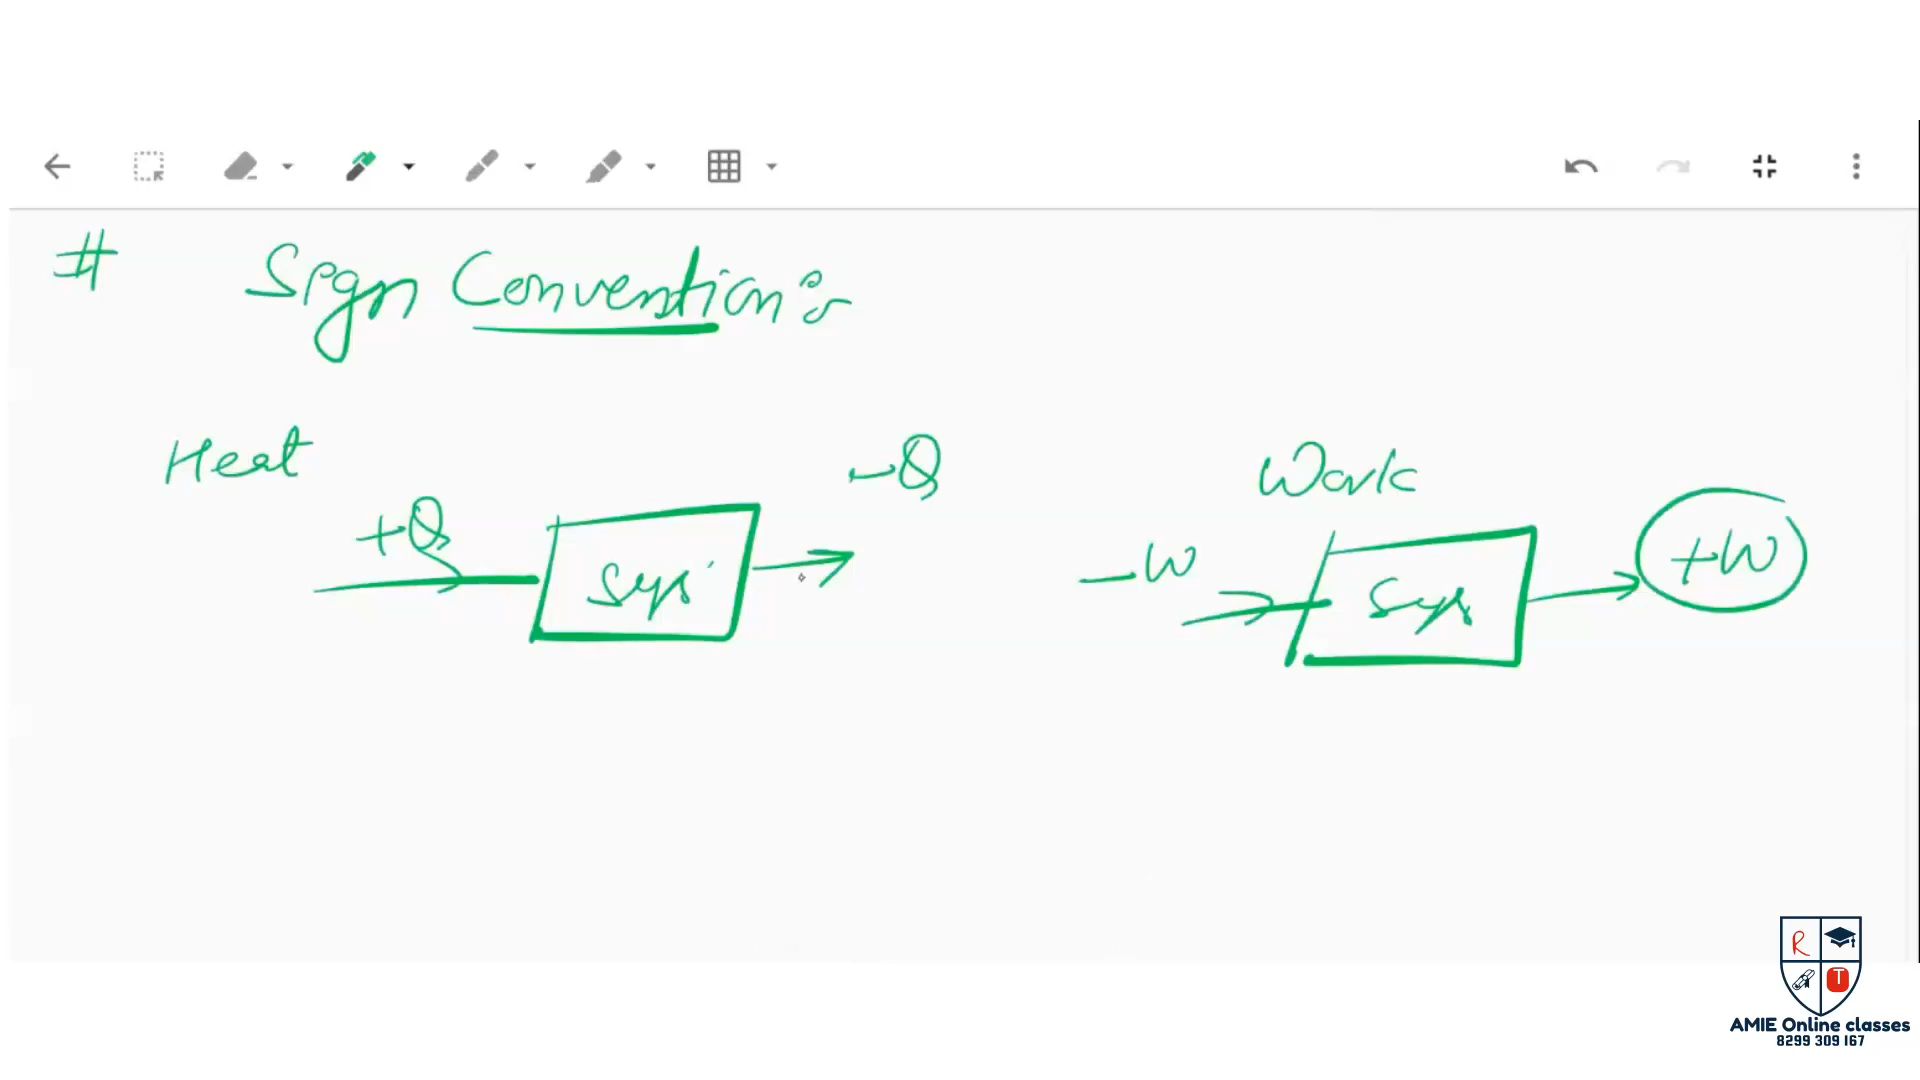 # Sign Convention :-
Heat
+Q
sys
-Q
Work
-W
sys
+W
R
T
AMIE Online classes
8299 309 167